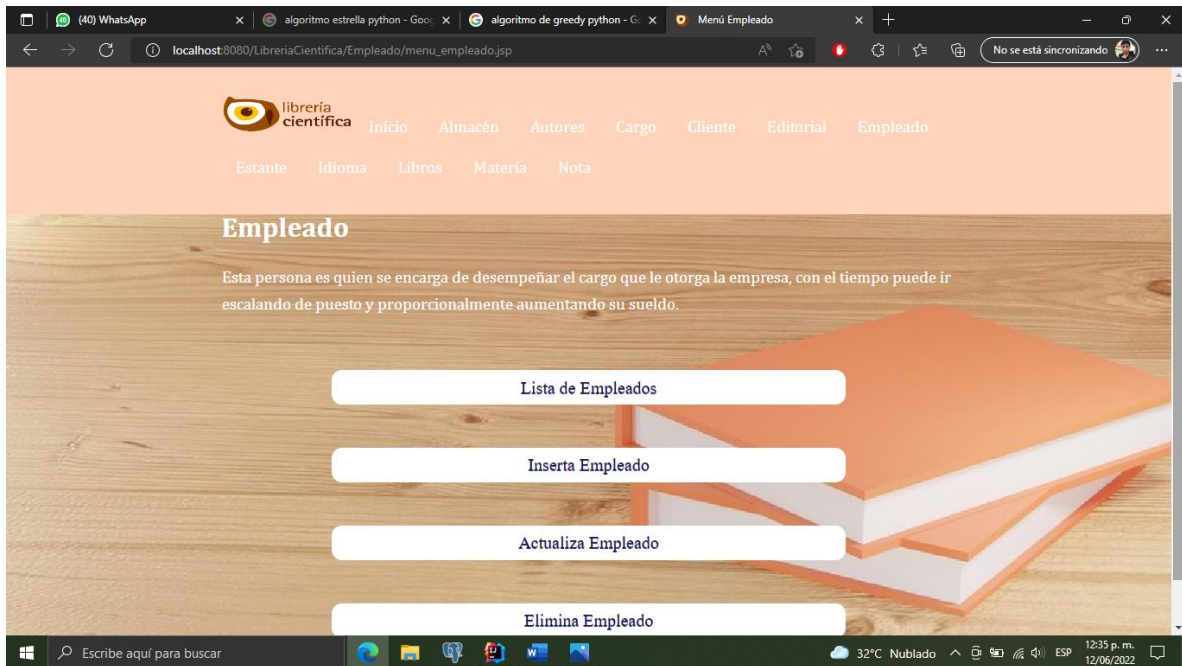 (40) WhatsApp
algoritmo estrella python - Goog
algoritmo de greedy python - G
Menú Empleado
localhost:8080/LibreriaCientifica/Empleado/menu_empleado.jsp
No se está sincronizando
librería
científica
Inicio Almacén Autores Cargo Cliente Editorial Empleado
Estante Idioma Libros Materia Nota
Empleado
Esta persona es quien se encarga de desempeñar el cargo que le otorga la empresa, con el tiempo puede ir
escalando de puesto y proporcionalmente aumentando su sueldo.
Lista de Empleados
Inserta Empleado
Actualiza Empleado
Elimina Empleado
Escribe aquí para buscar
32°C Nublado
ESP
12:35 p. m.
12/06/2022